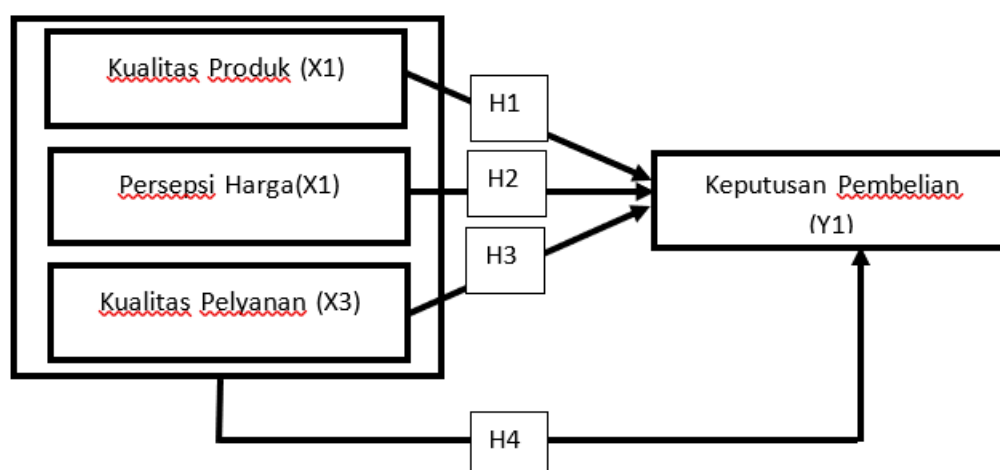 Kualitas Produk (X1)
H1
Persepsi Harga(X1)
H2
Keputusan Pembelian
(Y1)
H3
Kualitas Pelyanan (X3)
H4